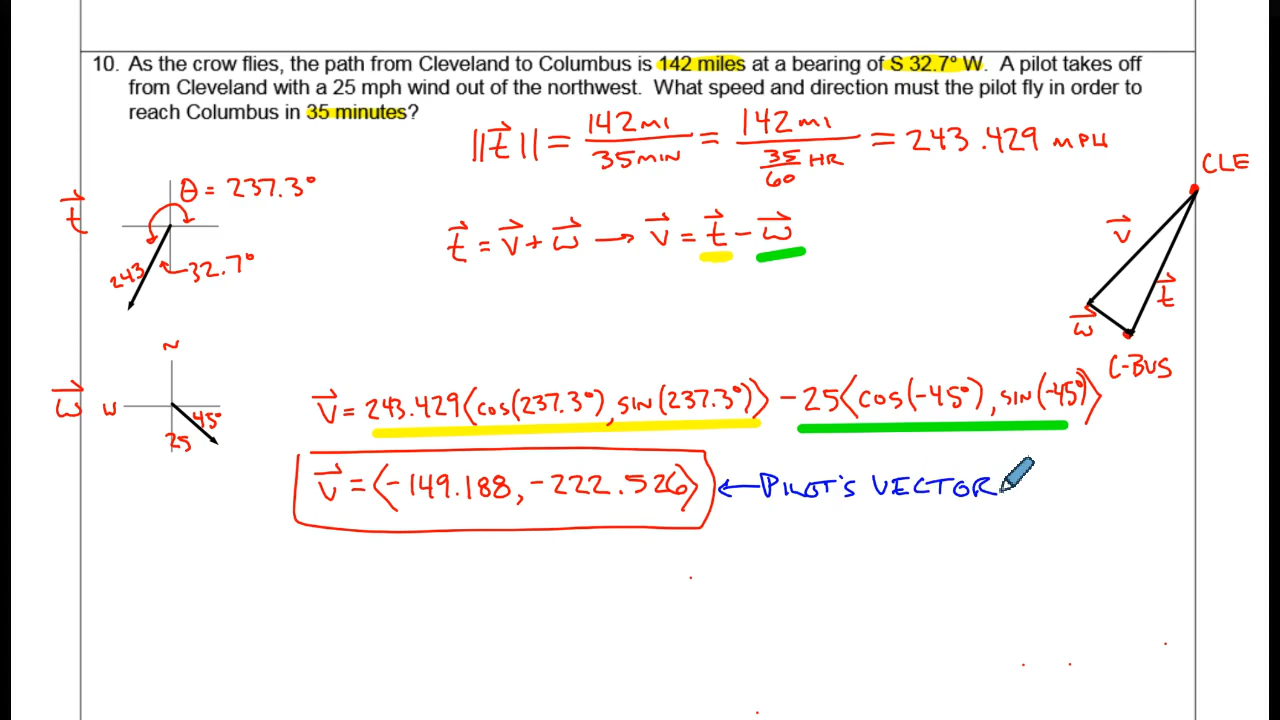 10. As the crow flies, the path from Cleveland to Columbus is 142 miles at a bearing of S 32.7° W. A pilot takes off
from Cleveland with a 25 mph wind out of the northwest. What speed and direction must the pilot fly in order to
reach Columbus in 35 minutes?
||t⃗|| = 142 MI / 35 MIN = 142 MI / (35/60 HR) = 243.429 MPH
CLE
t⃗
θ = 237.3°
243
32.7°
t⃗ = v⃗ + w⃗ → v⃗ = t⃗ - w⃗
v⃗
t⃗
w⃗
C-BUS
N
w⃗
W
45°
25
v⃗ = 243.429⟨cos(237.3°), sin(237.3°)⟩ - 25⟨cos(-45°), sin(-45°)⟩
v⃗ = ⟨-149.188, -222.526⟩ ← PILOT'S VECTOR